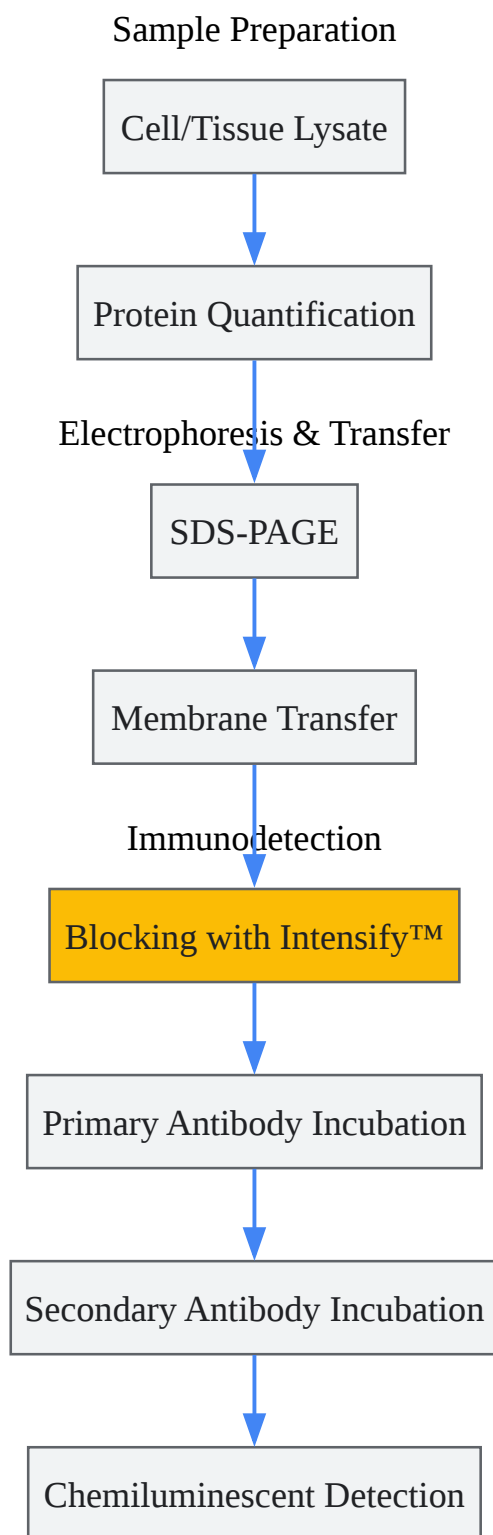 Sample Preparation
Cell/Tissue Lysate
Protein Quantification
Electrophoresis & Transfer
SDS-PAGE
Membrane Transfer
Immunodetection
Blocking with Intensify™
Primary Antibody Incubation
Secondary Antibody Incubation
Chemiluminescent Detection